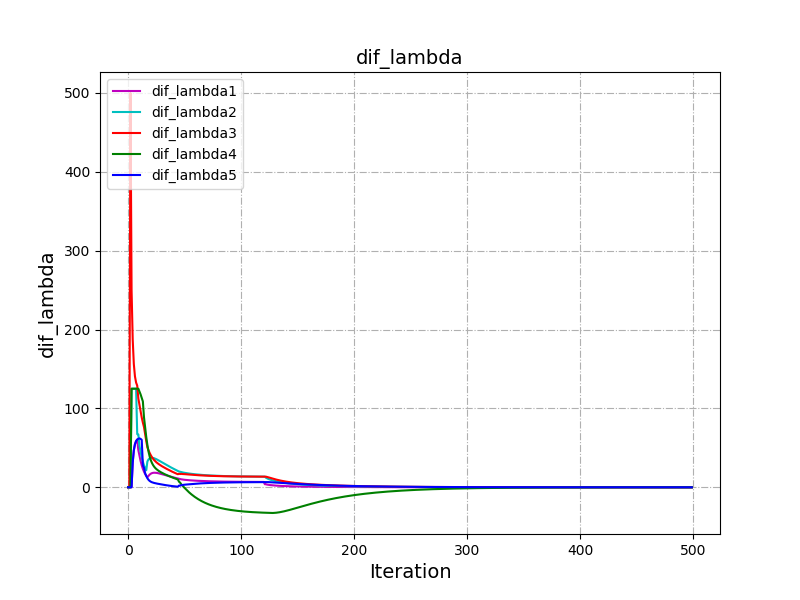 dif_lambda
dif_lambda
500
400
300
200
100
0
dif_lambda1
dif_lambda2
dif_lambda3
dif_lambda4
dif_lambda5
0 100 200 300 400 500
Iteration